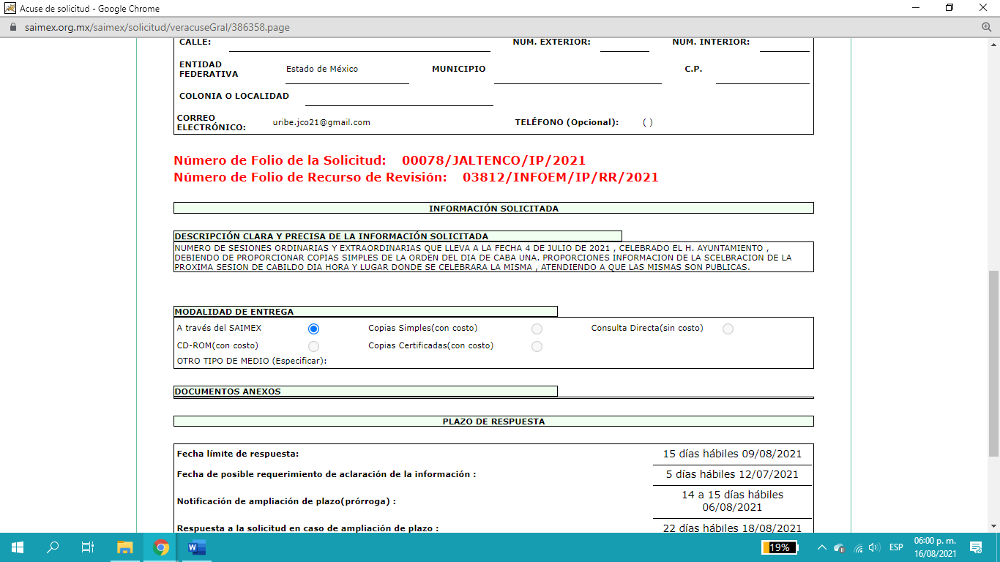 Acuse de solicitud - Google Chrome
saimex.org.mx/saimex/solicitud/veracuseGral/386358.page
CALLE: NUM. EXTERIOR: NUM. INTERIOR:
ENTIDAD FEDERATIVA Estado de México MUNICIPIO C.P.
COLONIA O LOCALIDAD
CORREO ELECTRÓNICO: uribe.jco21@gmail.com TELÉFONO (Opcional): ( )
Número de Folio de la Solicitud: 00078/JALTENCO/IP/2021
Número de Folio de Recurso de Revisión: 03812/INFOEM/IP/RR/2021
INFORMACIÓN SOLICITADA
DESCRIPCIÓN CLARA Y PRECISA DE LA INFORMACIÓN SOLICITADA
NUMERO DE SESIONES ORDINARIAS Y EXTRAORDINARIAS QUE LLEVA A LA FECHA 4 DE JULIO DE 2021 , CELEBRADO EL H. AYUNTAMIENTO ,
DEBIENDO DE PROPORCIONAR COPIAS SIMPLES DE LA ORDEN DEL DIA DE CABA UNA. PROPORCIONES INFORMACION DE LA SCELBRACION DE LA
PROXIMA SESION DE CABILDO DIA HORA Y LUGAR DONDE SE CELEBRARA LA MISMA , ATENDIENDO A QUE LAS MISMAS SON PUBLICAS.
MODALIDAD DE ENTREGA
A través del SAIMEX Copias Simples(con costo) Consulta Directa(sin costo)
CD-ROM(con costo) Copias Certificadas(con costo)
OTRO TIPO DE MEDIO (Especificar):
DOCUMENTOS ANEXOS
PLAZO DE RESPUESTA
Fecha límite de respuesta: 15 días hábiles 09/08/2021
Fecha de posible requerimiento de aclaración de la información : 5 días hábiles 12/07/2021
Notificación de ampliación de plazo(prórroga) : 14 a 15 días hábiles
06/08/2021
Respuesta a la solicitud en caso de ampliación de plazo : 22 días hábiles 18/08/2021
19% ESP 06:00 p. m.
16/08/2021